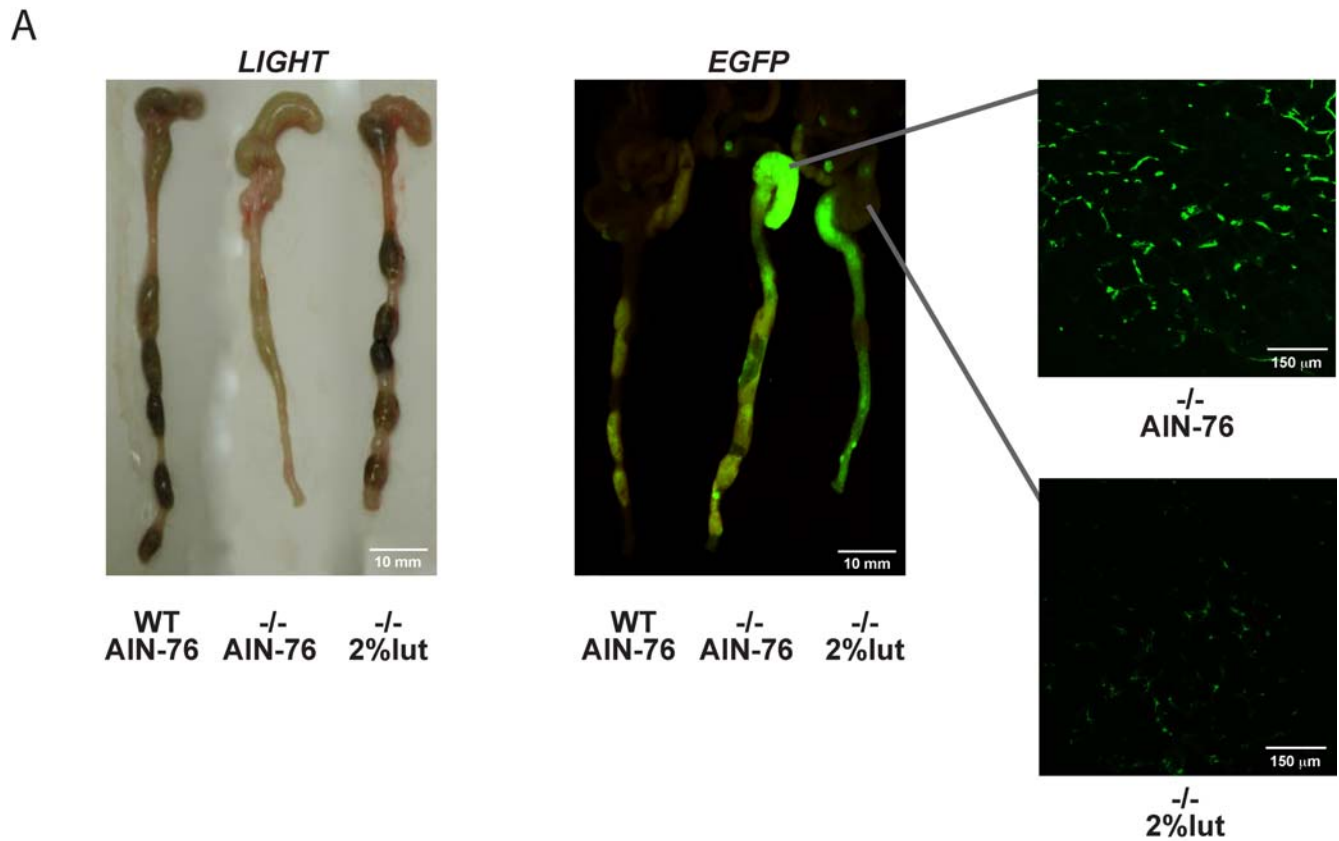 A
LIGHT
EGFP
10 mm
10 mm
150 μm
WT
AIN-76
-/-
AIN-76
-/-
2%lut
WT
AIN-76
-/-
AIN-76
-/-
2%lut
-/-
AIN-76
150 μm
-/-
2%lut